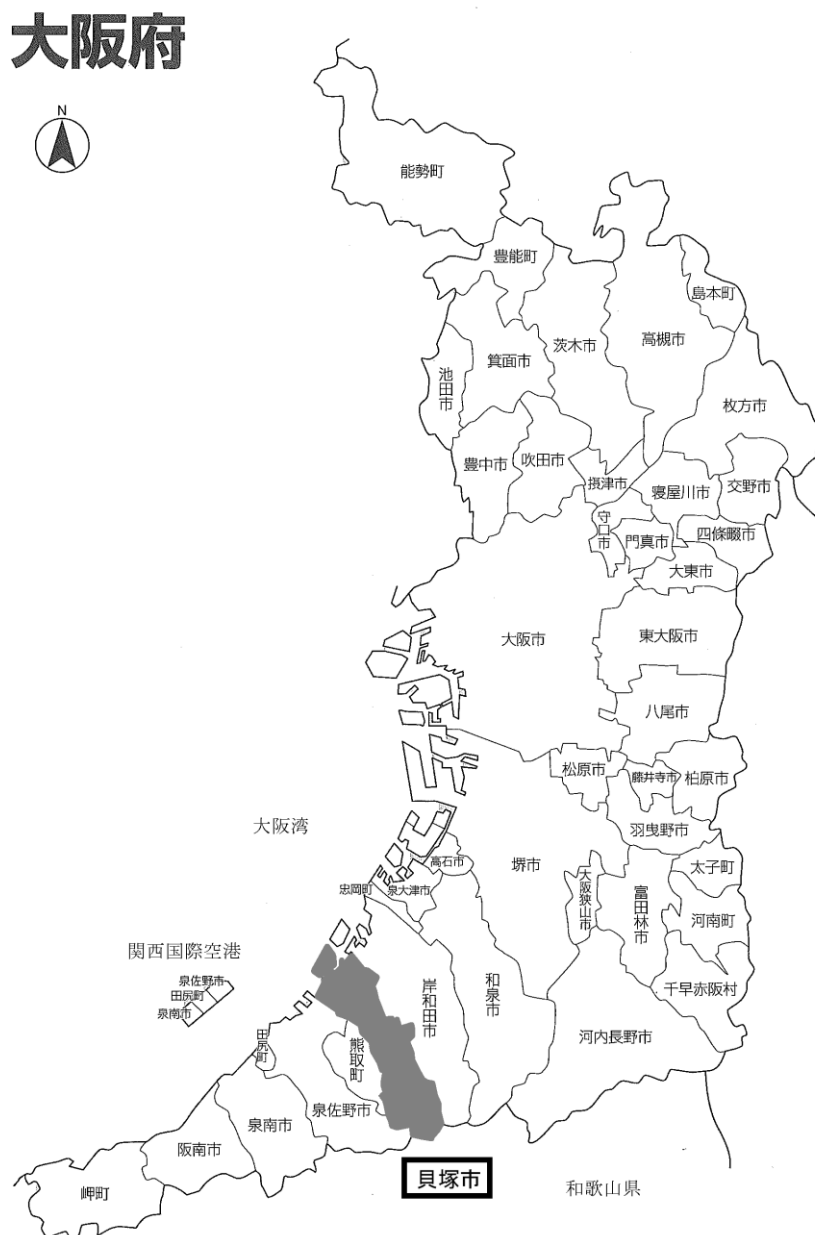 大阪府
N
能勢町
豊能町
島本町
茨木市
高槻市
箕面市
池田市
枚方市
豊中市
吹田市
摂津市
寝屋川市
交野市
守口市
門真市
四條畷市
大東市
大阪市
東大阪市
八尾市
松原市
藤井寺市
柏原市
大阪湾
羽曳野市
高石市
堺市
太子町
忠岡町
泉大津市
大阪狭山市
富田林市
河南町
関西国際空港
泉佐野市
田尻町
泉南市
岸和田市
和泉市
千早赤阪村
河内長野市
田尻町
熊取町
泉佐野市
泉南市
阪南市
岬町
貝塚市
和歌山県